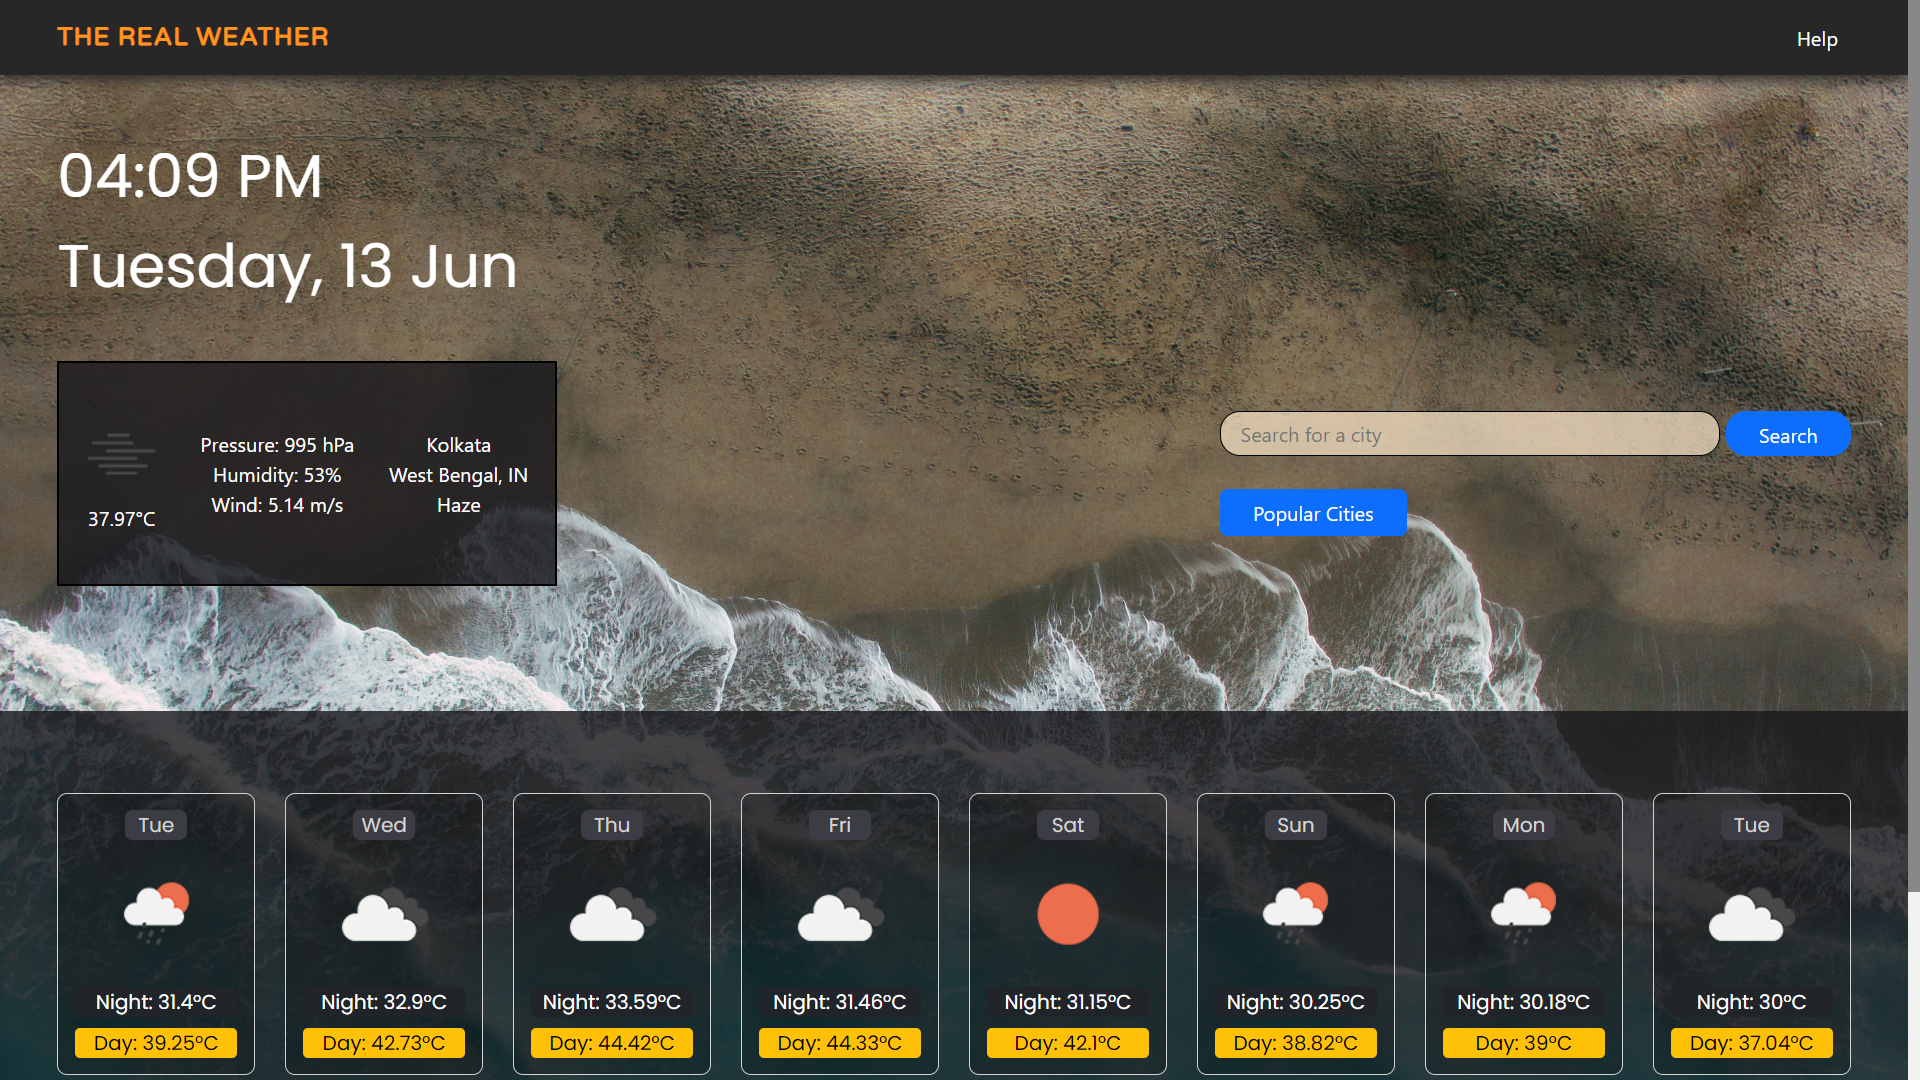 THE REAL WEATHER
Help
04:09 PM
Tuesday, 13 Jun
37.97°C
Pressure: 995 hPa
Humidity: 53%
Wind: 5.14 m/s
Kolkata
West Bengal, IN
Haze
Search for a city
Search
Popular Cities
Tue
Night: 31.4°C
Day: 39.25°C
Wed
Night: 32.9°C
Day: 42.73°C
Thu
Night: 33.59°C
Day: 44.42°C
Fri
Night: 31.46°C
Day: 44.33°C
Sat
Night: 31.15°C
Day: 42.1°C
Sun
Night: 30.25°C
Day: 38.82°C
Mon
Night: 30.18°C
Day: 39°C
Tue
Night: 30°C
Day: 37.04°C